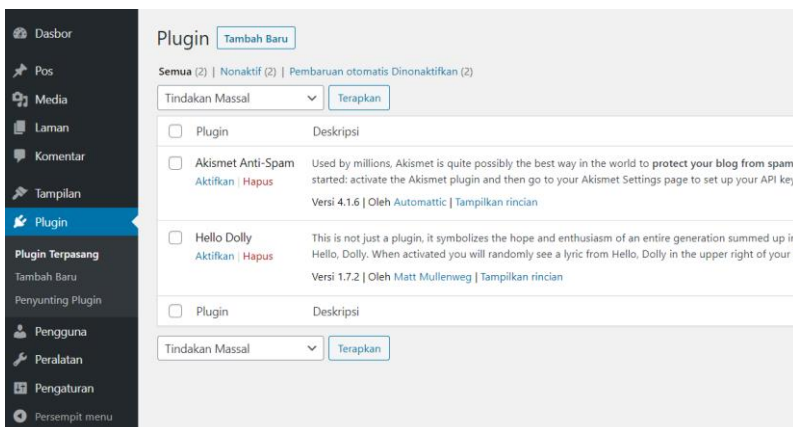 Dasbor
Pos
Media
Laman
Komentar
Tampilan
Plugin
Plugin Terpasang
Tambah Baru
Penyunting Plugin
Pengguna
Peralatan
Pengaturan
Persempit menu
Plugin Tambah Baru
Semua (2) | Nonaktif (2) | Pembaruan otomatis Dinonaktifkan (2)
Tindakan Massal Terapkan
Plugin Deskripsi
Akismet Anti-Spam Used by millions, Akismet is quite possibly the best way in the world to protect your blog from spam
Aktifkan | Hapus started: activate the Akismet plugin and then go to your Akismet Settings page to set up your API key
Versi 4.1.6 | Oleh Automattic | Tampilkan rincian
Hello Dolly This is not just a plugin, it symbolizes the hope and enthusiasm of an entire generation summed up
Aktifkan | Hapus Hello, Dolly. When activated you will randomly see a lyric from Hello, Dolly in the upper right of your
Versi 1.7.2 | Oleh Matt Mullenweg | Tampilkan rincian
Plugin Deskripsi
Tindakan Massal Terapkan